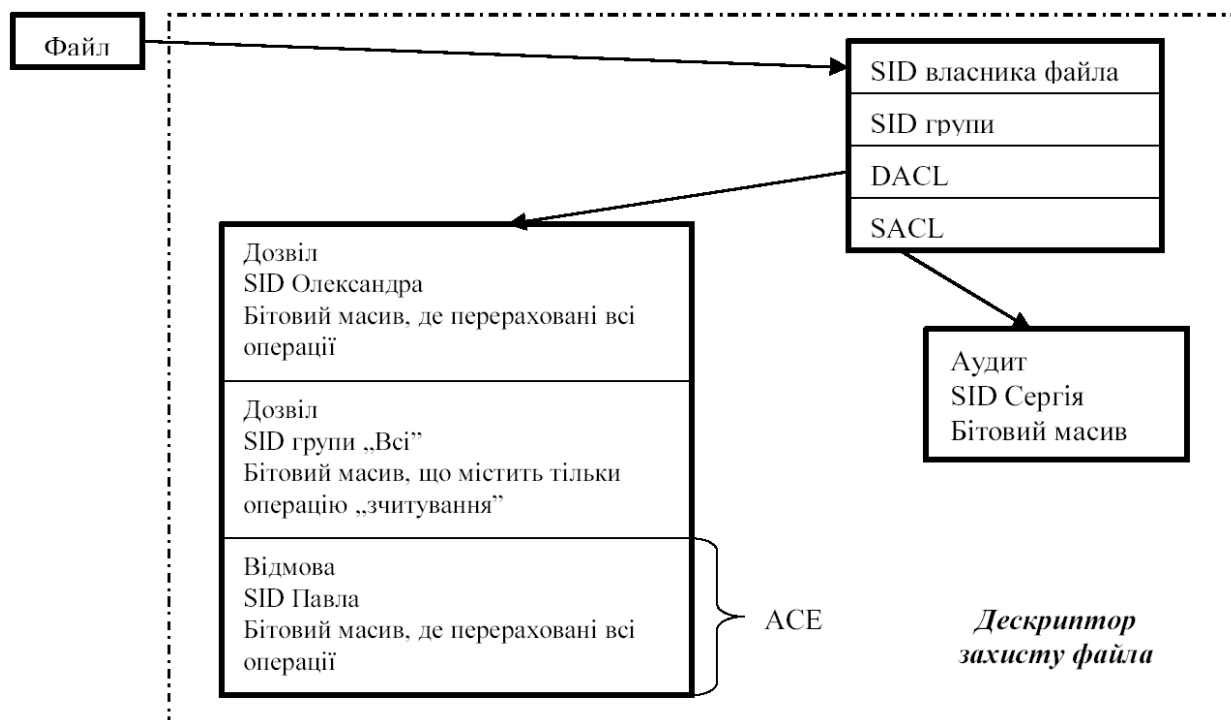 Файл
SID власника файла
SID групи
DACL
SACL
Дозвіл
SID Олександра
Бітовий масив, де перераховані всі
операції
Дозвіл
SID групи „Всі”
Бітовий масив, що містить тільки
операцію „зчитування”
Відмова
SID Павла
Бітовий масив, де перераховані всі
операції
ACE
Аудит
SID Сергія
Бітовий масив
Дескриптор
захисту файла